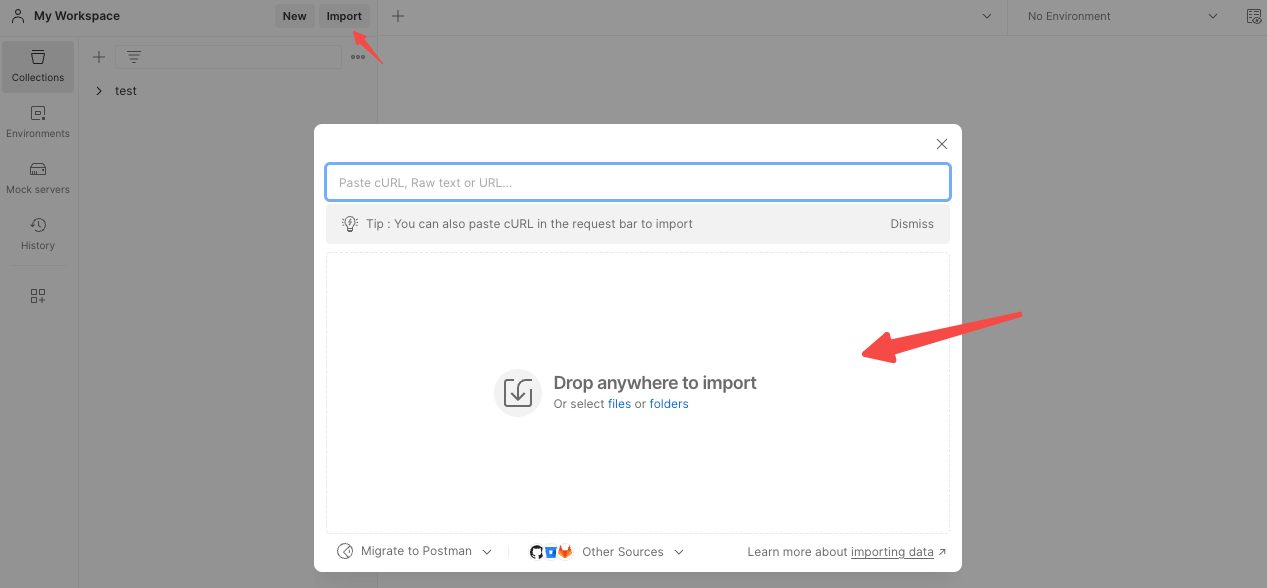 My Workspace
New
Import
No Environment
Collections
test
Environments
Mock servers
History
Paste cURL, Raw text or URL...
Tip : You can also paste cURL in the request bar to import
Dismiss
Drop anywhere to import
Or select files or folders
Migrate to Postman
Other Sources
Learn more about importing data